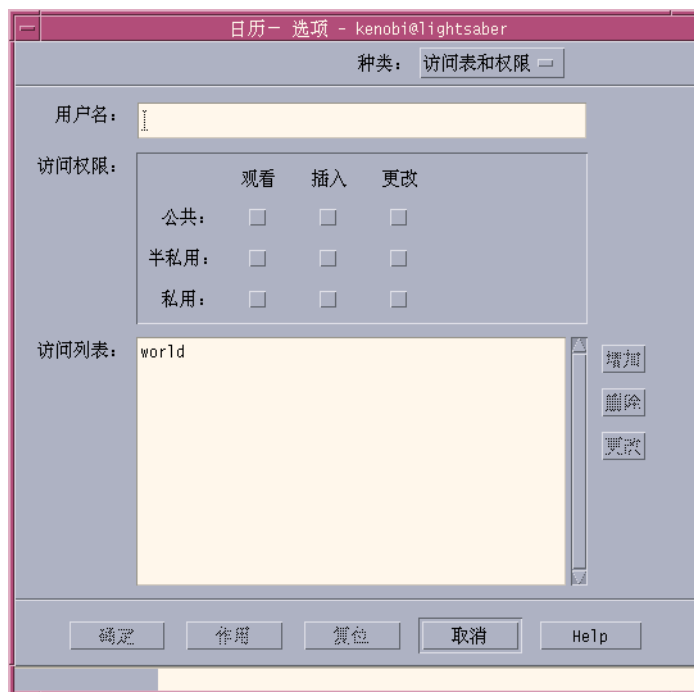 日历一 选项 - kenobi@lightsaber
种类： 访问表和权限
用户名：
访问权限：
观看 插入 更改
公共：
半私用：
私用：
访问列表：
world
增加
删除
更改
确定 作用 复位 取消 Help